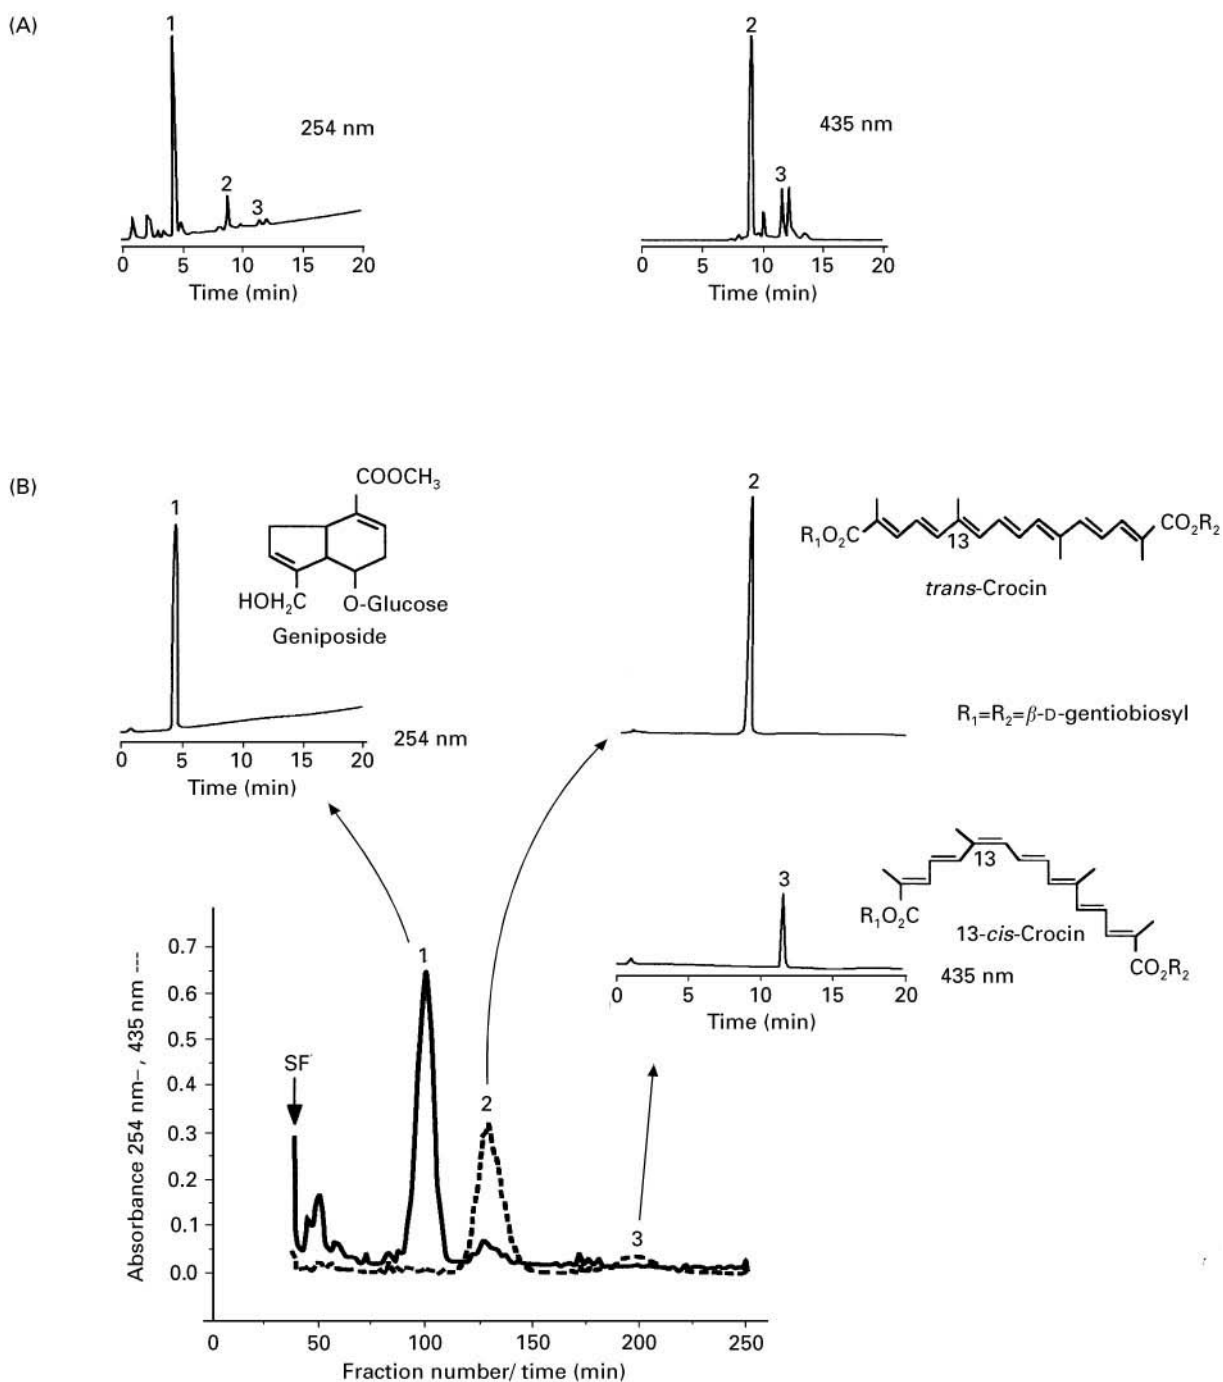 (A)
1
2
3
254 nm
0 5 10 15 20
Time (min)
2
3
435 nm
0 5 10 15 20
Time (min)
(B)
1
COOCH3
HOH2C
O-Glucose
Geniposide
254 nm
0 5 10 15 20
Time (min)
2
R1O2C
13
CO2R2
trans-Crocin
R1=R2=β-D-gentiobiosyl
3
13
R1O2C
13-cis-Crocin
CO2R2
435 nm
0 5 10 15 20
Time (min)
Absorbance 254 nm–, 435 nm ---
0.7
0.6
0.5
0.4
0.3
0.2
0.1
0.0
SF
1
2
3
0 50 100 150 200 250
Fraction number/ time (min)